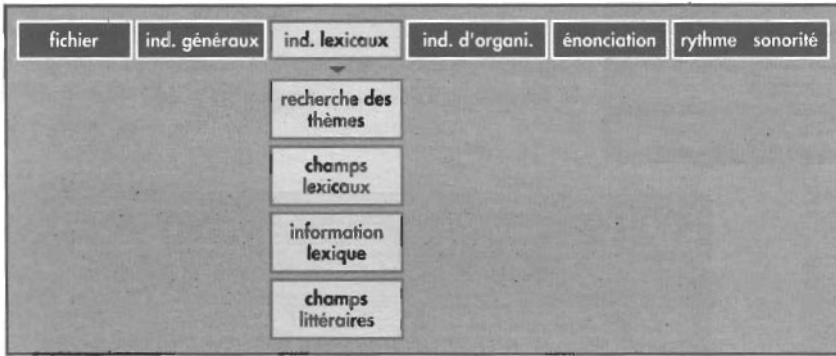 fichier ind. généraux ind. lexicaux ind. d'organi. énonciation rythme sonorité
recherche des
thèmes
champs
lexicaux
information
lexique
champs
littéraires